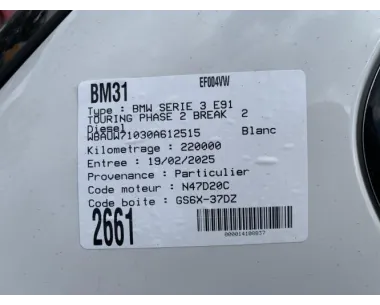 EF004VW
BM31
Type : BMW SERIE 3 E91
TOURING PHASE 2 BREAK 2
Diesel
WBAUW71030A612515 Blanc
Kilometrage : 220000
Entree : 19/02/2025
Provenance : Particulier
Code moteur : N47D20C
Code boite : GS6X-37DZ
2661